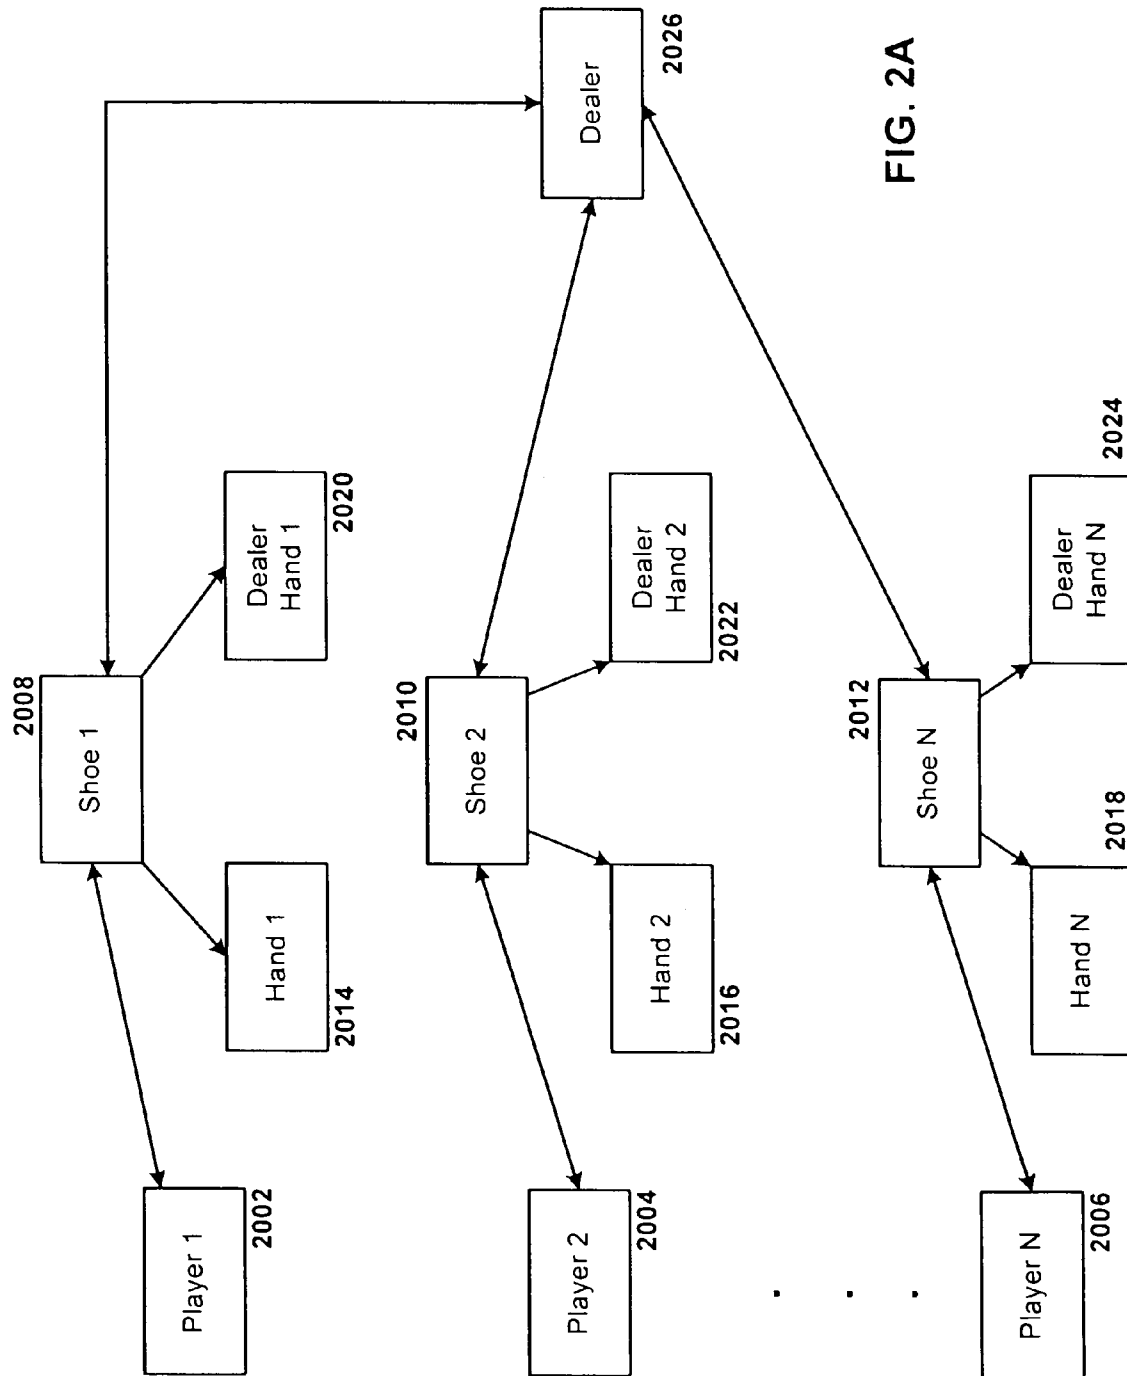 Player 1
2002
Shoe 1
2008
Hand 1
2014
Dealer
Hand 1
2020
Player 2
2004
Shoe 2
2010
Hand 2
2016
Dealer
Hand 2
2022
. . .
Player N
2006
Shoe N
2012
Hand N
2018
Dealer
Hand N
2024
Dealer
2026
FIG. 2A